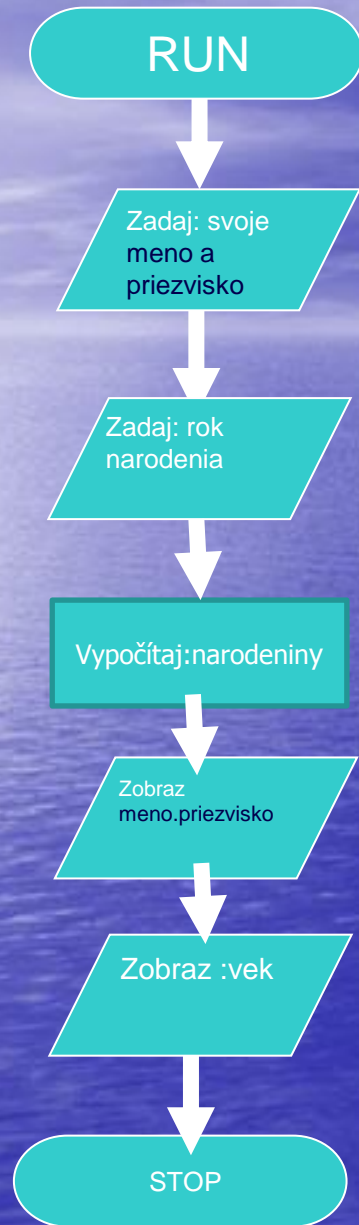 RUN
Zadaj: svoje
meno a
priezvisko
Zadaj: rok
narodenia
Vypočítaj:narodeniny
Zobraz
meno.priezvisko
Zobraz :vek
STOP